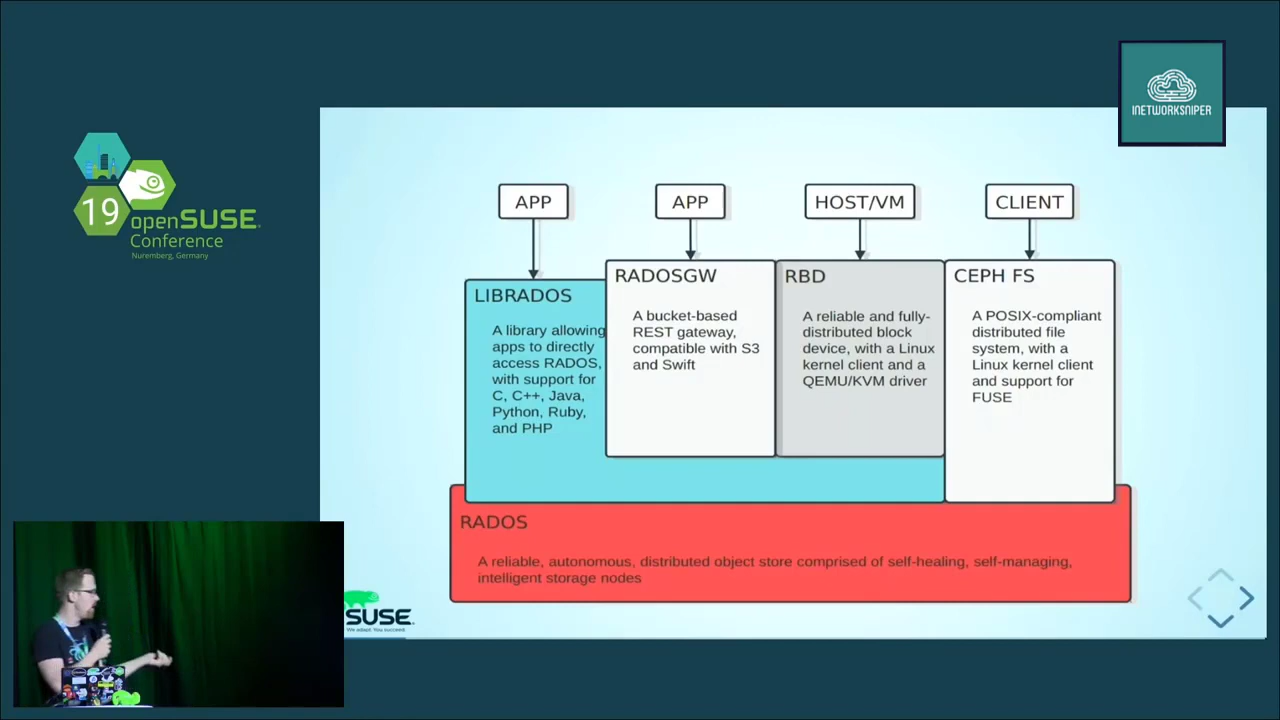 INETWORKSNIPER
19
openSUSE
Conference
Nuremberg, Germany
APP
APP
HOST/VM
CLIENT
LIBRADOS
A library allowing
apps to directly
access RADOS,
with support for
C, C++, Java,
Python, Ruby,
and PHP
RADOSGW
A bucket-based
REST gateway,
compatible with S3
and Swift
RBD
A reliable and fully-
distributed block
device, with a Linux
kernel client and a
QEMU/KVM driver
CEPH FS
A POSIX-compliant
distributed file
system, with a
Linux kernel client
and support for
FUSE
RADOS
A reliable, autonomous, distributed object store comprised of self-healing, self-managing,
intelligent storage nodes
SUSE
We adapt. You succeed.